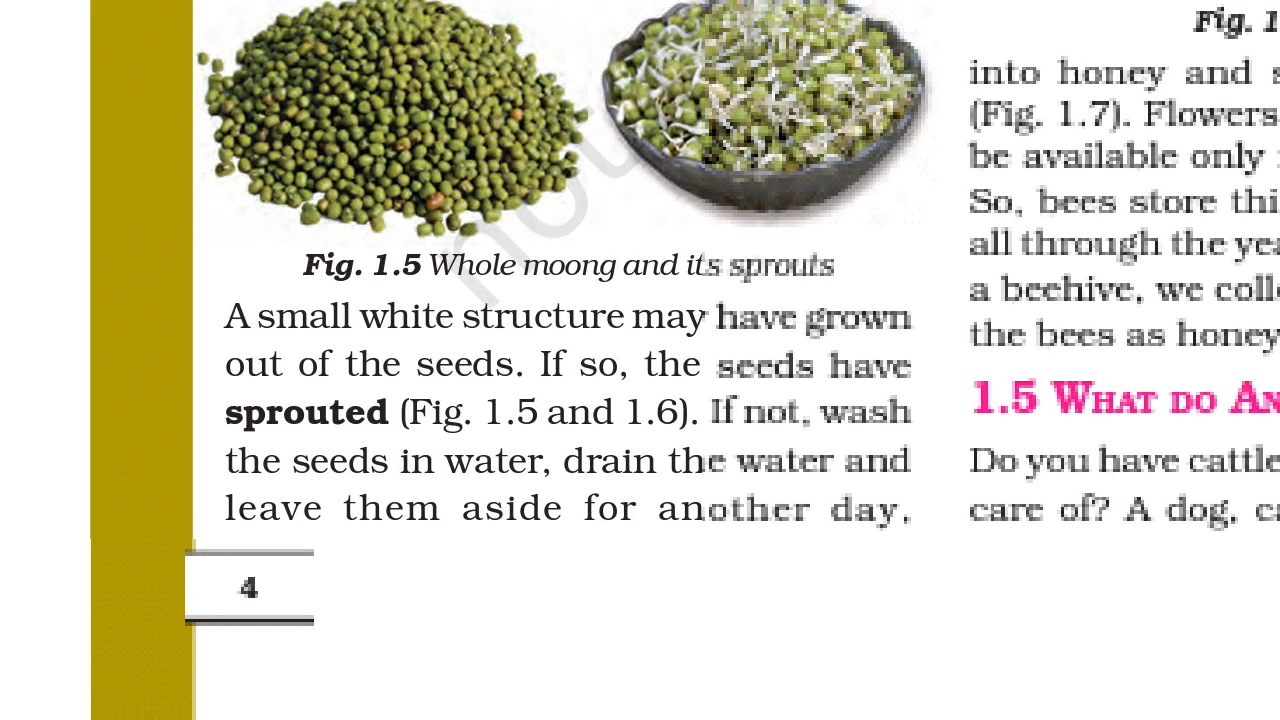 Fig. 1.5 Whole moong and its sprouts
A small white structure may have grown
out of the seeds. If so, the seeds have
sprouted (Fig. 1.5 and 1.6). If not, wash
the seeds in water, drain the water and
leave them aside for another day,
4
Fig. 1
into honey and
(Fig. 1.7). Flowers
be available only
So, bees store
all through the
a beehive, we
the bees as honey
1.5 WHAT DO
Do you have cattle
care of? A dog,